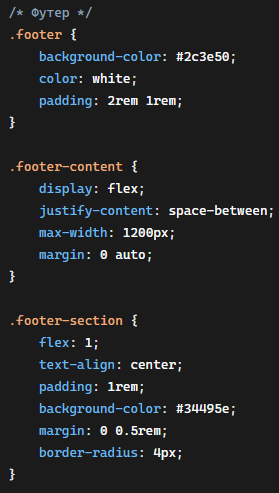 /* Футер */
.footer {
    background-color: #2c3e50;
    color: white;
    padding: 2rem 1rem;
}

.footer-content {
    display: flex;
    justify-content: space-between;
    max-width: 1200px;
    margin: 0 auto;
}

.footer-section {
    flex: 1;
    text-align: center;
    padding: 1rem;
    background-color: #34495e;
    margin: 0 0.5rem;
    border-radius: 4px;
}